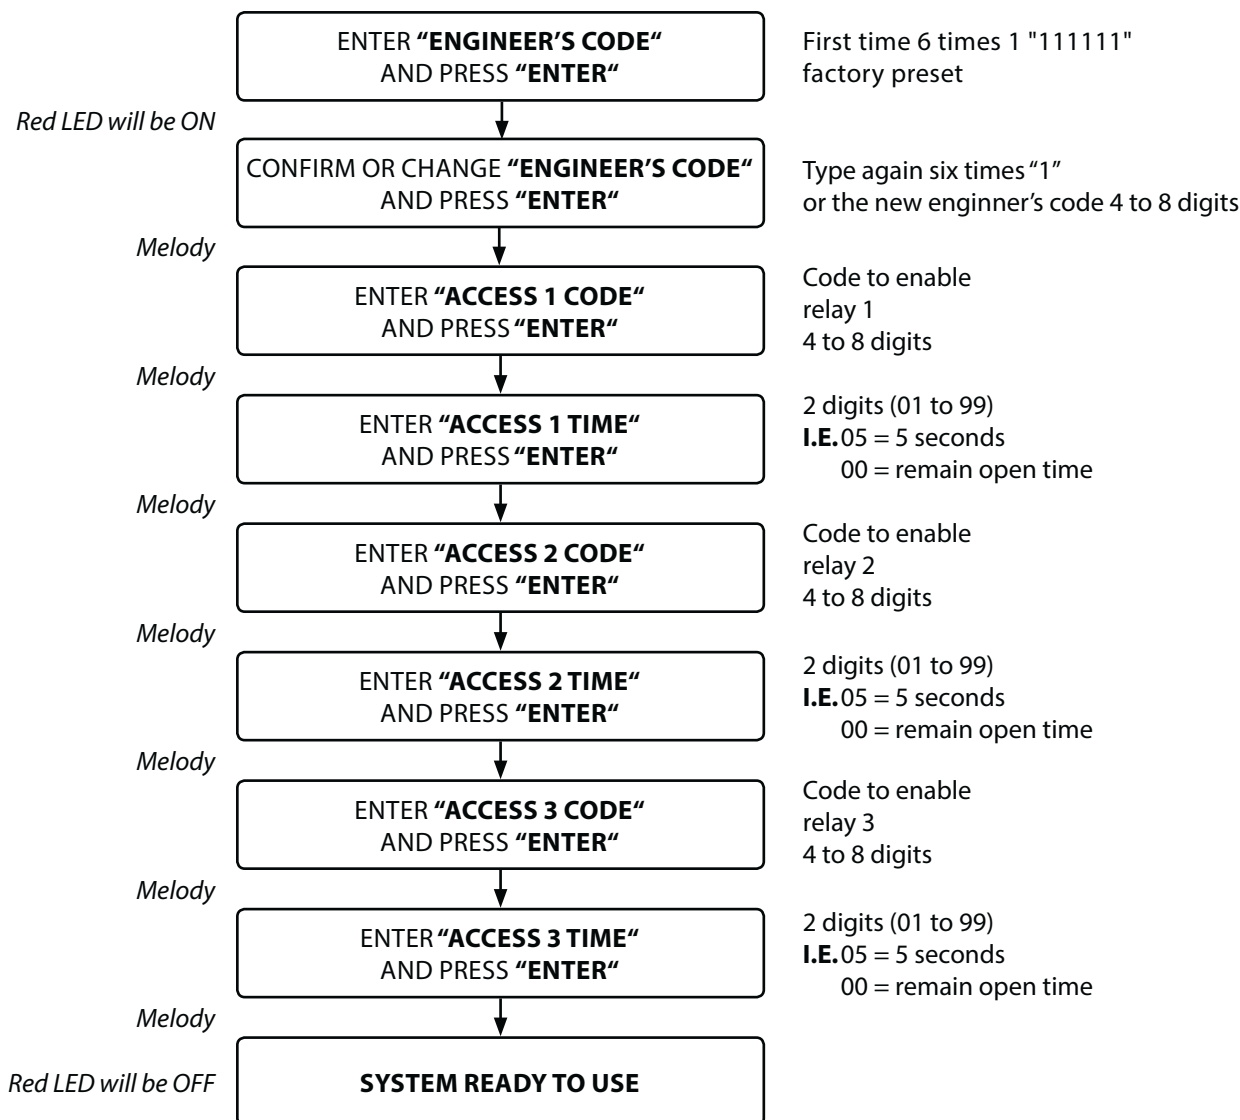 ENTER “ENGINEER’S CODE“
AND PRESS “ENTER“
First time 6 times 1 "111111"
factory preset
Red LED will be ON
CONFIRM OR CHANGE “ENGINEER’S CODE“
AND PRESS “ENTER“
Type again six times “1”
or the new enginner’s code 4 to 8 digits
Melody
ENTER “ACCESS 1 CODE“
AND PRESS “ENTER“
Code to enable
relay 1
4 to 8 digits
Melody
ENTER “ACCESS 1 TIME“
AND PRESS “ENTER“
2 digits (01 to 99)
I.E. 05 = 5 seconds
00 = remain open time
Melody
ENTER “ACCESS 2 CODE“
AND PRESS “ENTER“
Code to enable
relay 2
4 to 8 digits
Melody
ENTER “ACCESS 2 TIME“
AND PRESS “ENTER“
2 digits (01 to 99)
I.E. 05 = 5 seconds
00 = remain open time
Melody
ENTER “ACCESS 3 CODE“
AND PRESS “ENTER“
Code to enable
relay 3
4 to 8 digits
Melody
ENTER “ACCESS 3 TIME“
AND PRESS “ENTER“
2 digits (01 to 99)
I.E. 05 = 5 seconds
00 = remain open time
Melody
Red LED will be OFF
SYSTEM READY TO USE